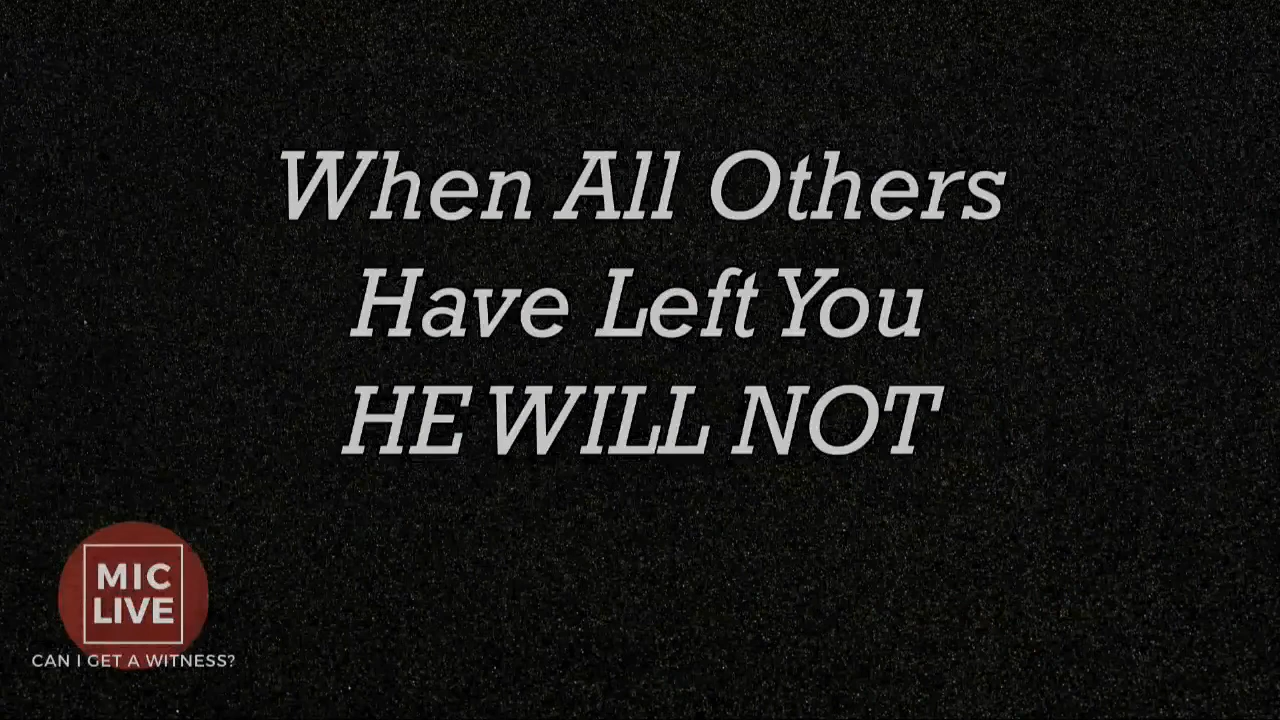 When All Others
Have Left You
HE WILL NOT
MIC
LIVE
CAN I GET A WITNESS?